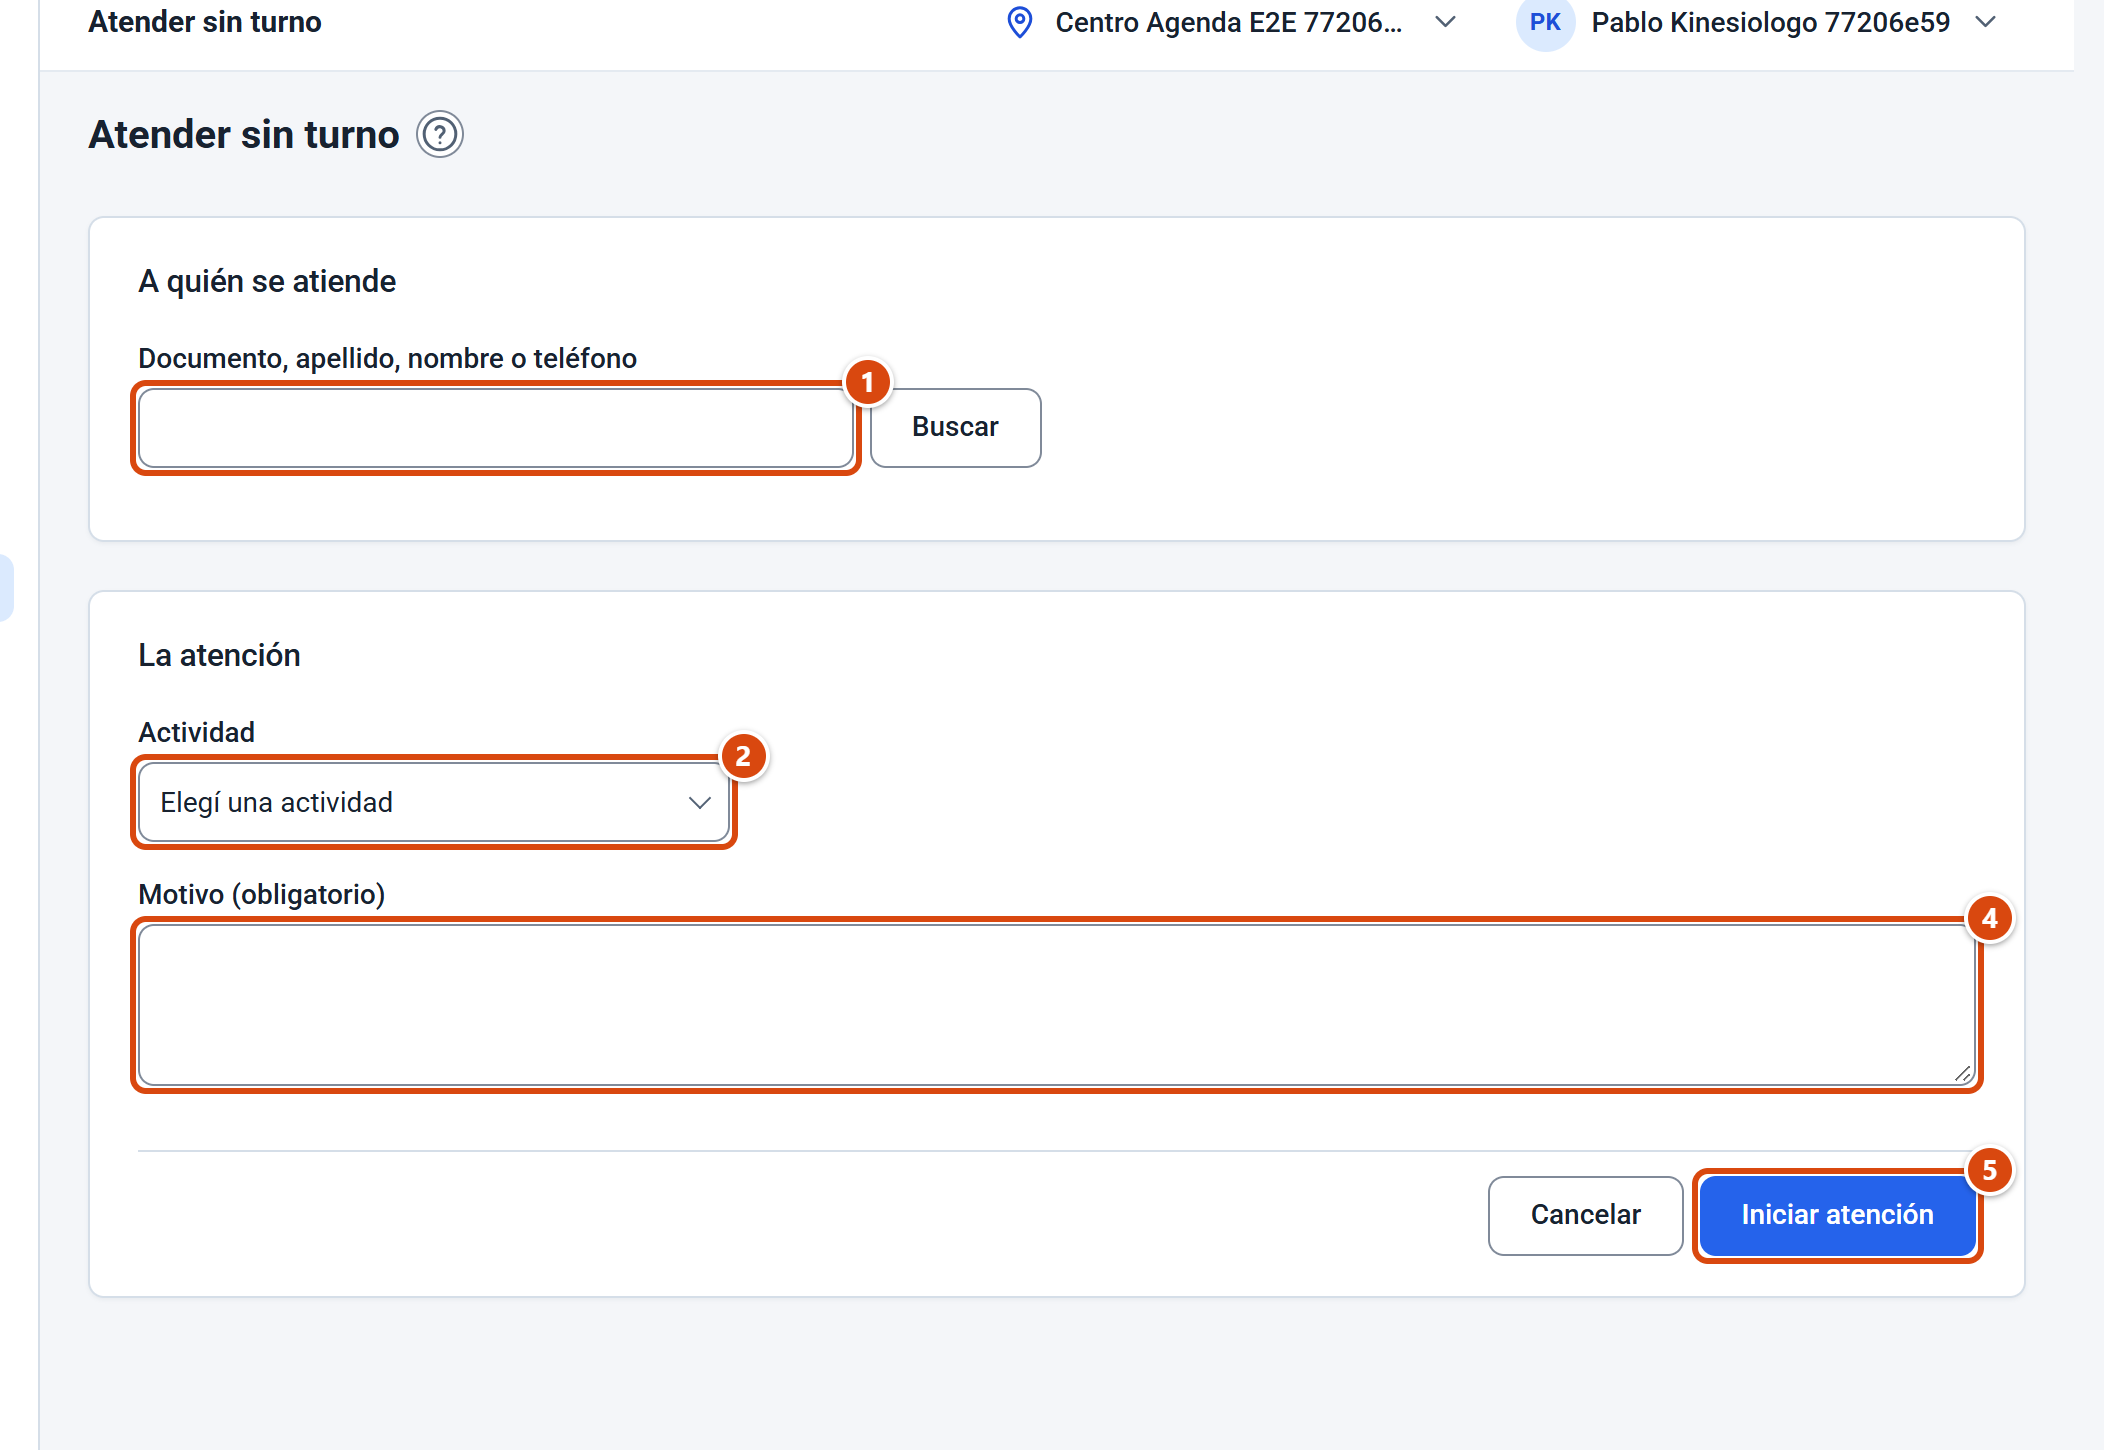 Atender sin turno
Centro Agenda E2E 77206...
PK
Pablo Kinesiologo 77206e59
Atender sin turno
?
A quién se atiende
Documento, apellido, nombre o teléfono
1
Buscar
La atención
Actividad
2
Elegí una actividad
Motivo (obligatorio)
4
5
Cancelar
Iniciar atención